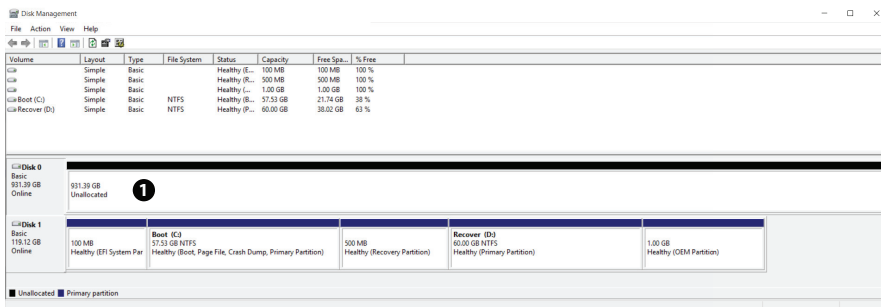 Disk Management
File Action View Help
Volume Layout Type File System Status Capacity Free Spa... % Free
Simple Basic Healthy (E... 100 MB 100 MB 100 %
Simple Basic Healthy (R... 500 MB 500 MB 100 %
Simple Basic Healthy (... 1.00 GB 1.00 GB 100 %
Boot (C:) Simple Basic NTFS Healthy (B... 57.53 GB 21.74 GB 38 %
Recover (D:) Simple Basic NTFS Healthy (P... 60.00 GB 38.02 GB 63 %
Disk 0
Basic
931.39 GB
Online
931.39 GB
Unallocated
1
Disk 1
Basic
119.12 GB
Online
100 MB
Healthy (EFI System Par
Boot (C:)
57.53 GB NTFS
Healthy (Boot, Page File, Crash Dump, Primary Partition)
500 MB
Healthy (Recovery Partition)
Recover (D:)
60.00 GB NTFS
Healthy (Primary Partition)
1.00 GB
Healthy (OEM Partition)
Unallocated Primary partition